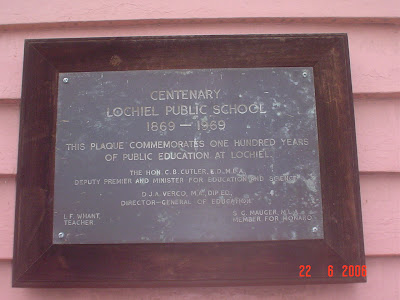 CENTENARY
LOCHIEL PUBLIC SCHOOL
1869 — 1969
THIS PLAQUE COMMEMORATES ONE HUNDRED YEARS
OF PUBLIC EDUCATION AT LOCHIEL.
THE HON. C.B. CUTLER, E.D., M.L.A.
DEPUTY PREMIER AND MINISTER FOR EDUCATION AND SCIENCE
D.J.A. VERCO, M.A., DIP.ED.,
DIRECTOR-GENERAL OF EDUCATION
L.F. WHANT, S.G. MAUGER, M.L.A.
TEACHER. MEMBER FOR MONARO
22 6 2006